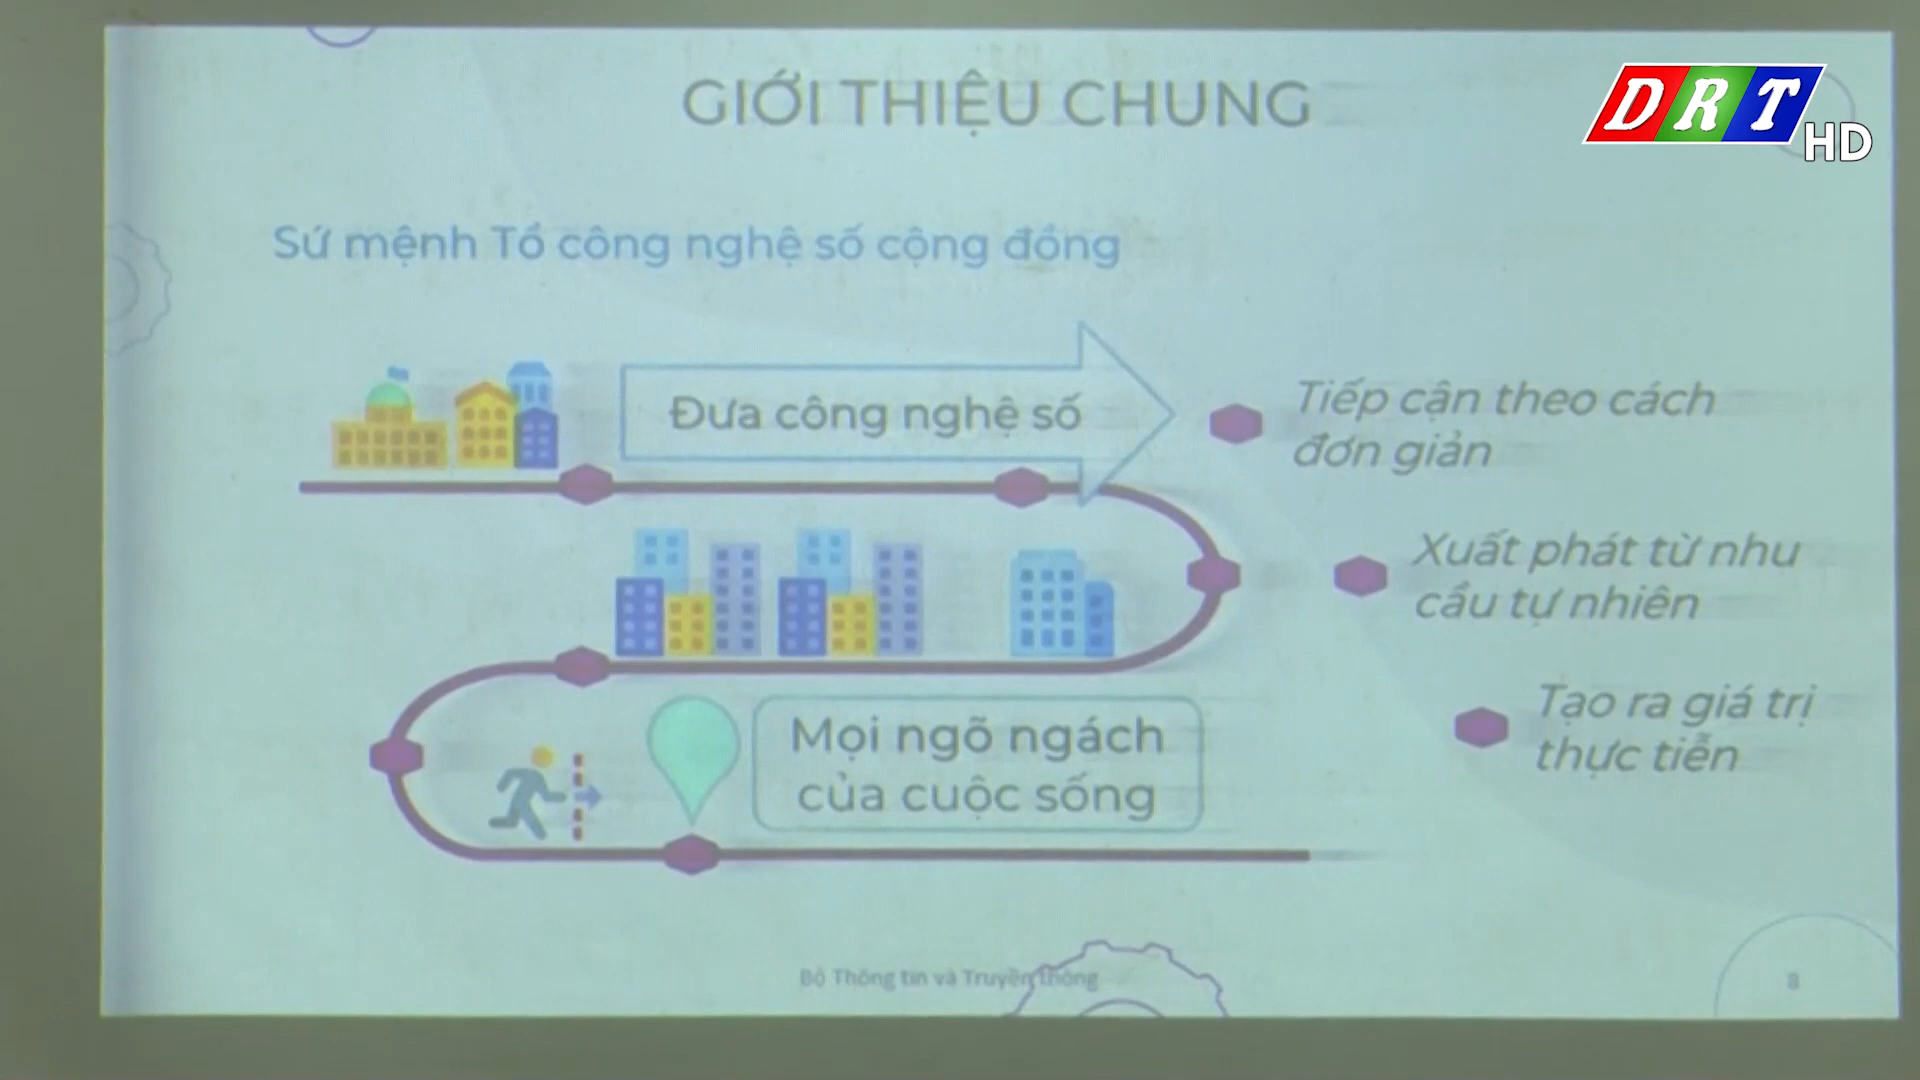 GIỚI THIỆU CHUNG
DRT
HD
Sứ mệnh Tổ công nghệ số cộng đồng
Đưa công nghệ số
Tiếp cận theo cách
đơn giản
Xuất phát từ nhu
cầu tự nhiên
Mọi ngõ ngách
của cuộc sống
Tạo ra giá trị
thực tiễn
Bộ Thông tin và Truyền thông
8